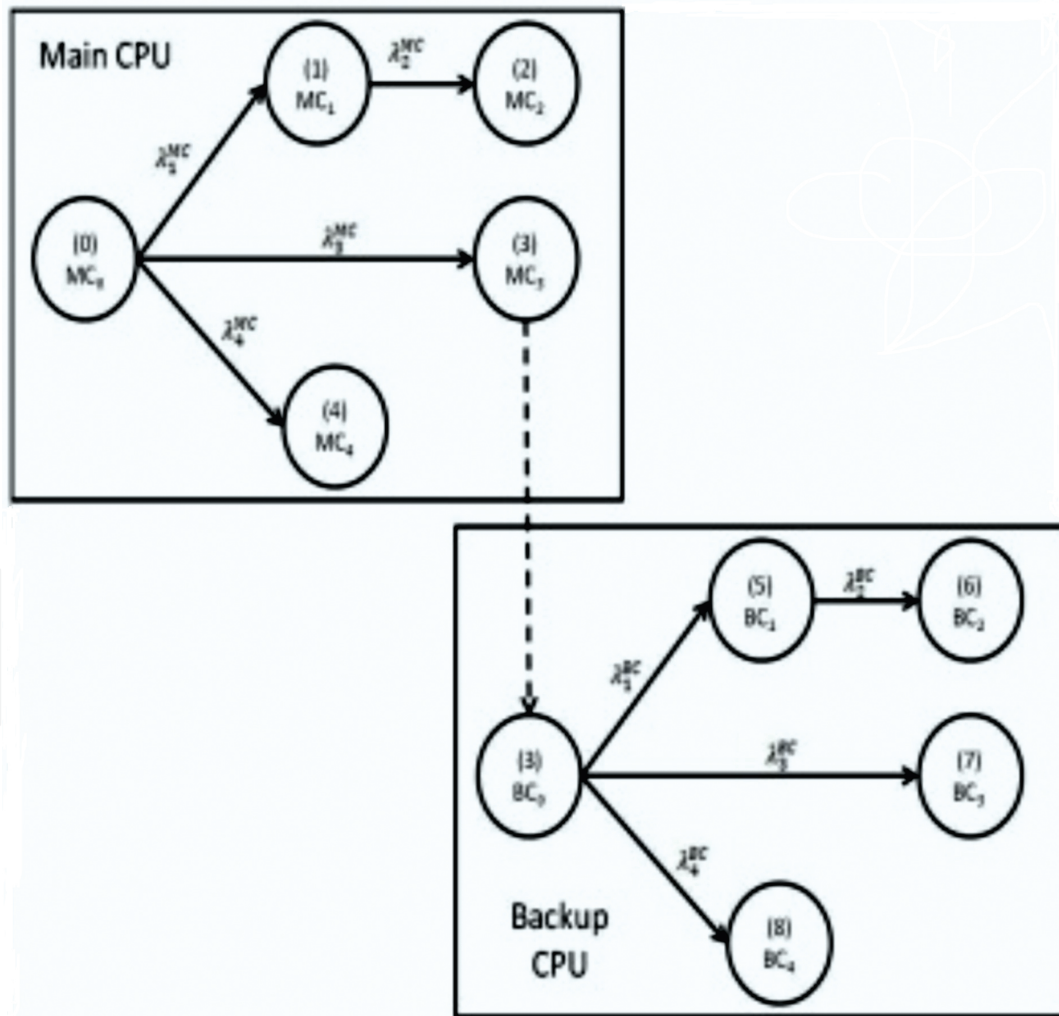 Main CPU
(1)
MC₁
λ₂ᴹᶜ
(2)
MC₂
λ₁ᴹᶜ
(0)
MC₀
λ₃ᴹᶜ
(3)
MC₃
λ₄ᴹᶜ
(4)
MC₄
(5)
BC₁
λ₂ᴮᶜ
(6)
BC₂
λ₁ᴮᶜ
(3)
BC₀
λ₃ᴮᶜ
(7)
BC₃
λ₄ᴮᶜ
(8)
BC₄
Backup
CPU